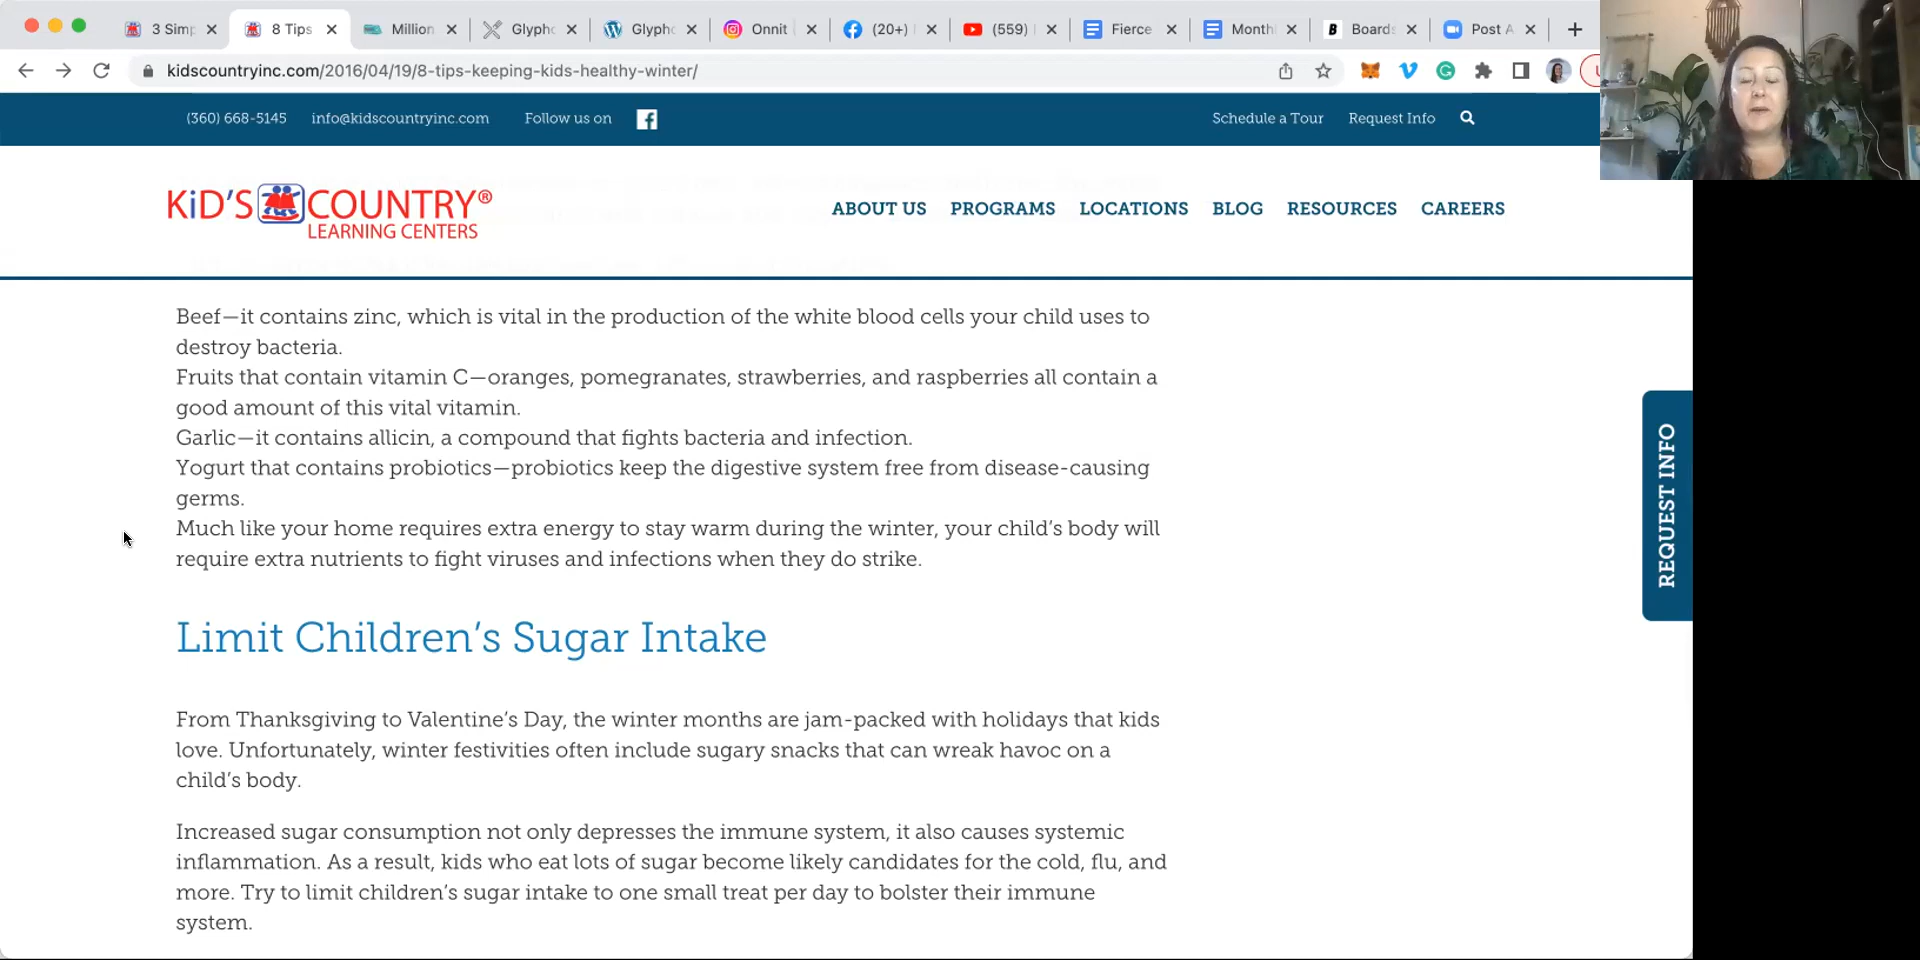 3 Simp
8 Tips
Million
Glypho
Glypho
Onnit
(20+)
(559)
Fierce
Month
Boards
Post A
kidscountryinc.com/2016/04/19/8-tips-keeping-kids-healthy-winter/
(360) 668-5145 info@kidscountryinc.com Follow us on
Schedule a Tour Request Info
KiD'S COUNTRY®
LEARNING CENTERS
ABOUT US PROGRAMS LOCATIONS BLOG RESOURCES CAREERS
Beef—it contains zinc, which is vital in the production of the white blood cells your child uses to
destroy bacteria.
Fruits that contain vitamin C—oranges, pomegranates, strawberries, and raspberries all contain a
good amount of this vital vitamin.
Garlic—it contains allicin, a compound that fights bacteria and infection.
Yogurt that contains probiotics—probiotics keep the digestive system free from disease-causing
germs.
Much like your home requires extra energy to stay warm during the winter, your child's body will
require extra nutrients to fight viruses and infections when they do strike.
REQUEST INFO
Limit Children's Sugar Intake
From Thanksgiving to Valentine's Day, the winter months are jam-packed with holidays that kids
love. Unfortunately, winter festivities often include sugary snacks that can wreak havoc on a
child's body.
Increased sugar consumption not only depresses the immune system, it also causes systemic
inflammation. As a result, kids who eat lots of sugar become likely candidates for the cold, flu, and
more. Try to limit children's sugar intake to one small treat per day to bolster their immune
system.